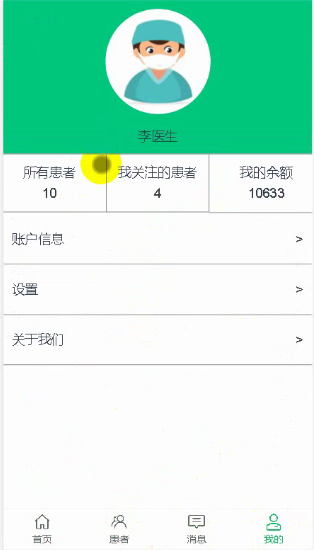 李医生
所有患者 我关注的患者 我的余额
10 4 10633
账户信息 >
设置 >
关于我们 >
首页 患者 消息 我的